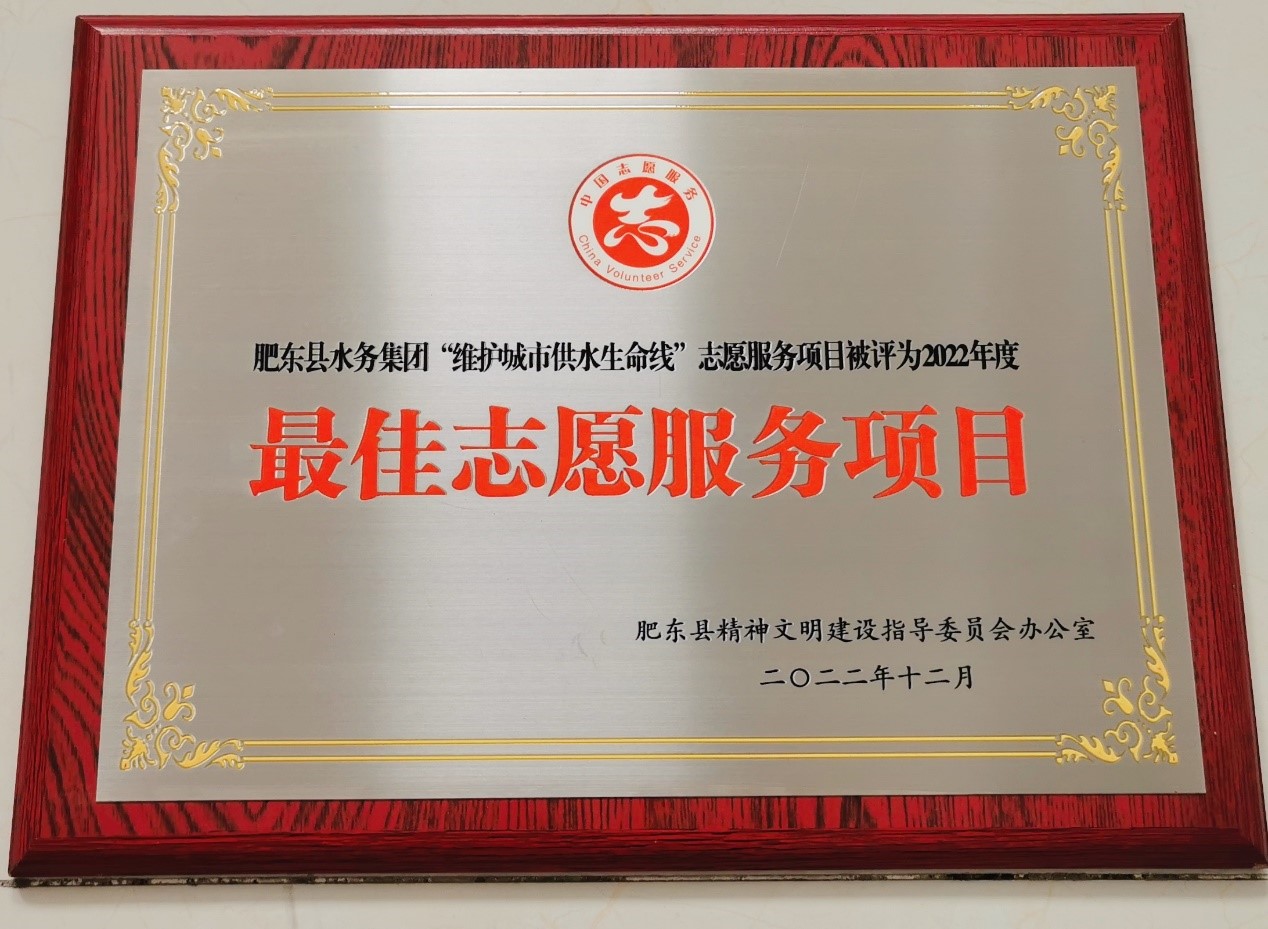 中国志愿服务
志
China Volunteer Service
肥东县水务集团“维护城市供水生命线”志愿服务项目被评为2022年度
最佳志愿服务项目
肥东县精神文明建设指导委员会办公室
二〇二二年十二月